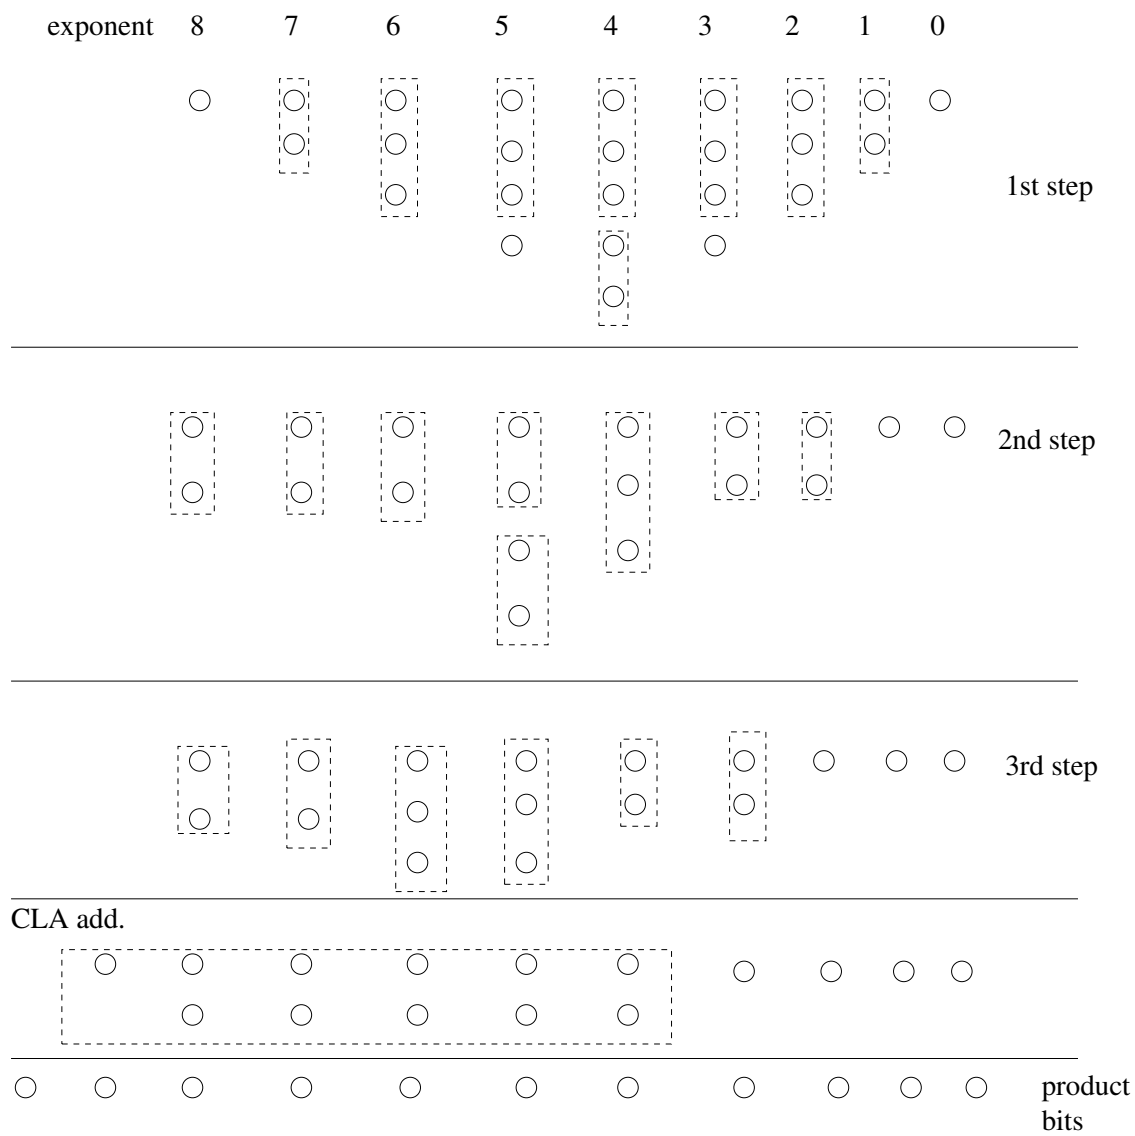 exponent 8 7 6 5 4 3 2 1 0
1st step
2nd step
3rd step
CLA add.
product
bits